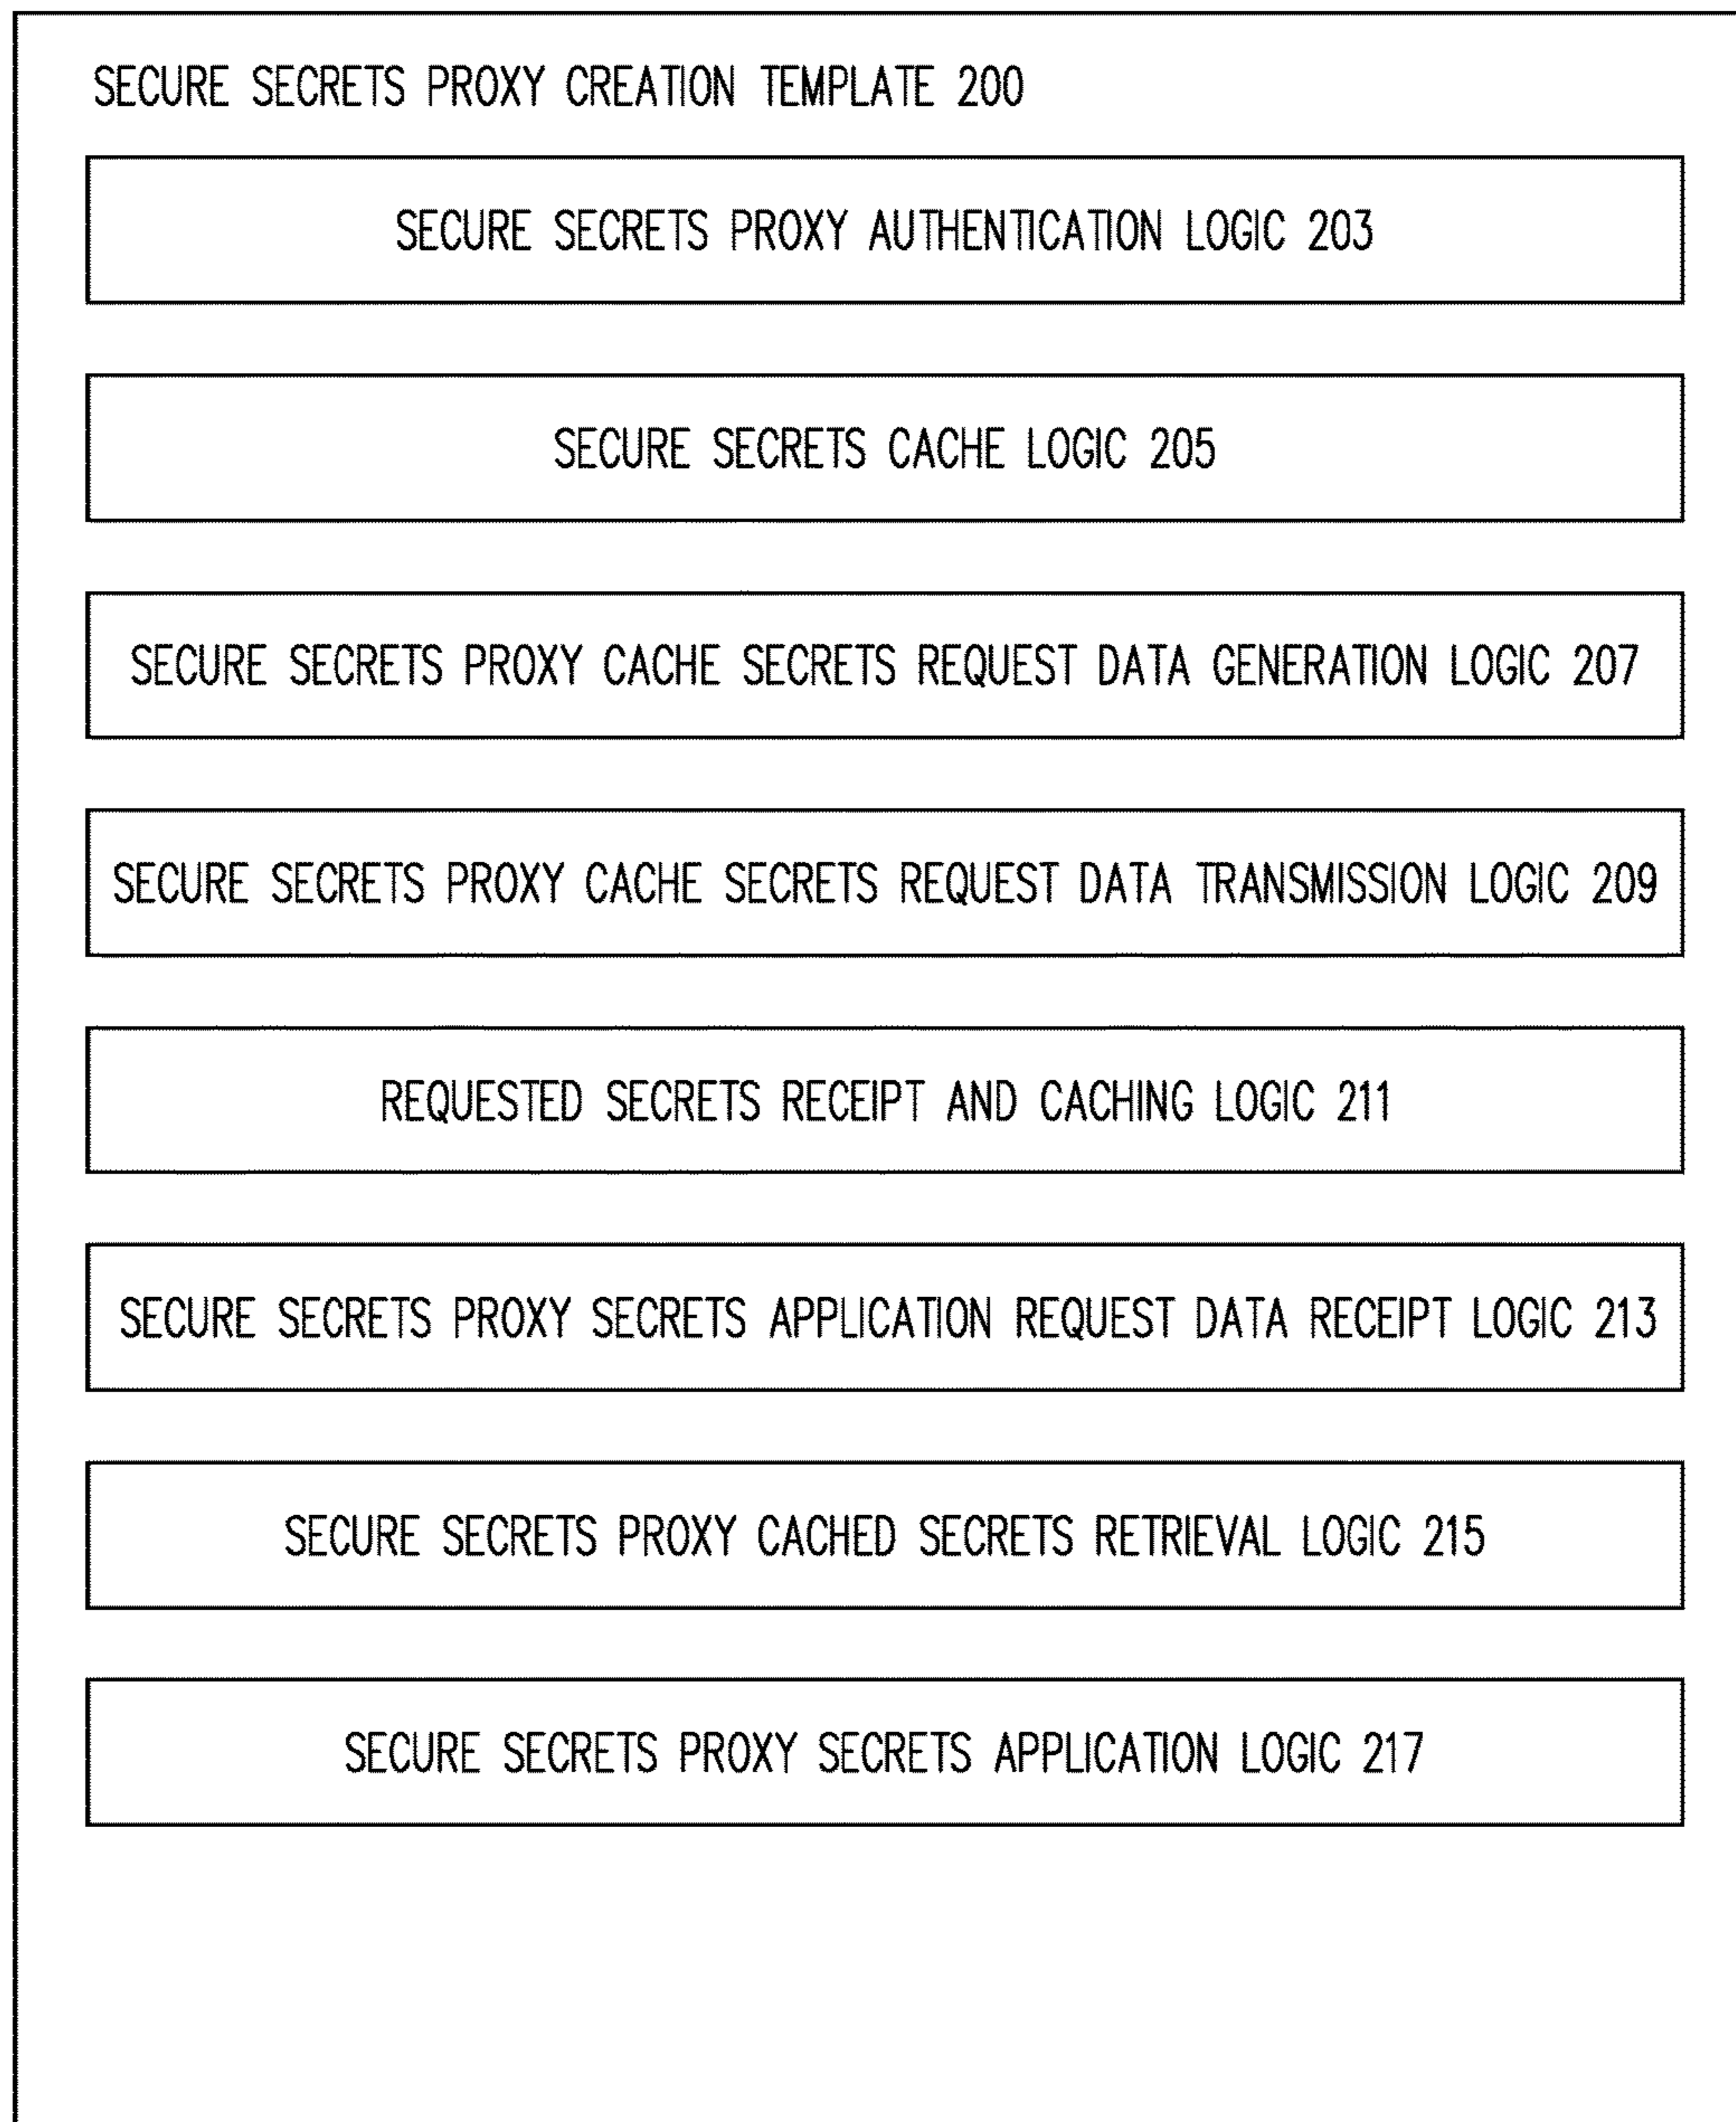 SECURE SECRETS PROXY CREATION TEMPLATE 200
SECURE SECRETS PROXY AUTHENTICATION LOGIC 203
SECURE SECRETS CACHE LOGIC 205
SECURE SECRETS PROXY CACHE SECRETS REQUEST DATA GENERATION LOGIC 207
SECURE SECRETS PROXY CACHE SECRETS REQUEST DATA TRANSMISSION LOGIC 209
REQUESTED SECRETS RECEIPT AND CACHING LOGIC 211
SECURE SECRETS PROXY SECRETS APPLICATION REQUEST DATA RECEIPT LOGIC 213
SECURE SECRETS PROXY CACHED SECRETS RETRIEVAL LOGIC 215
SECURE SECRETS PROXY SECRETS APPLICATION LOGIC 217